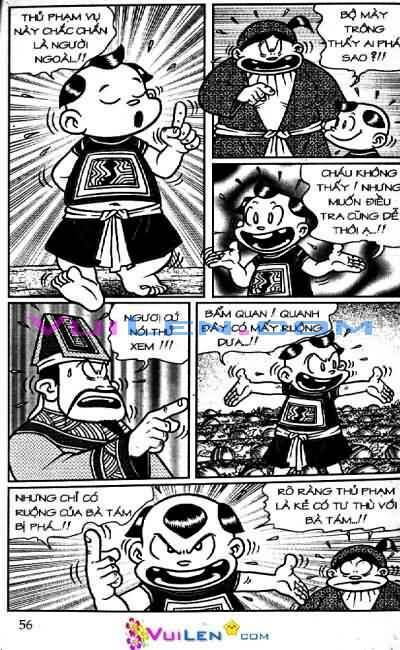 THỦ PHẠM VỤ
NÀY CHẮC CHẮN
LÀ NGƯỜI
NGOÀI..!!
BỘ MÀY
TRÔNG
THẤY AI PHÁ
SAO ?!!
CHÁU KHÔNG
THẤY ! NHƯNG
MUỐN ĐIỀU
TRA CŨNG DỄ
THÔI Ạ...!!
NGƯƠI CỨ
NÓI THỬ
XEM !!!
BẨM QUAN ! QUANH
ĐÂY CÓ MẤY RUỘNG
DƯA...!!
VUILEN.COM
NHƯNG CHỈ CÓ
RUỘNG CỦA BÀ TÁM
BỊ PHÁ...!!
RÕ RÀNG THỦ PHẠM
LÀ KẺ CÓ TƯ THÙ VỚI
BÀ TÁM...!!
56
VUILEN.COM